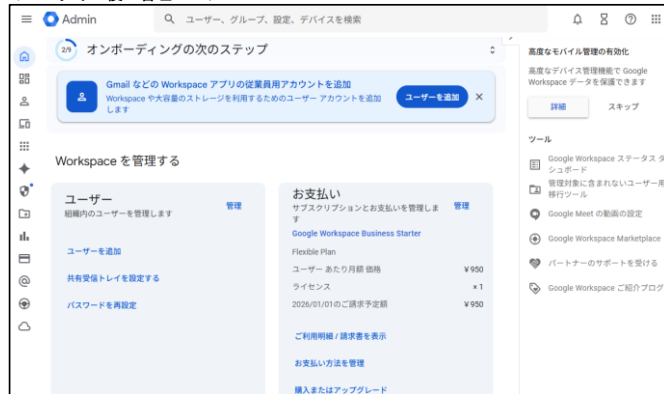 Admin
ユーザー、グループ、設定、デバイスを検索
2/9
オンボーディングの次のステップ
Gmail などの Workspace アプリの従業員用アカウントを追加
Workspace や大容量のストレージを利用するためのユーザー アカウントを追加
します
ユーザーを追加
Workspace を管理する
ユーザー
管理
組織内のユーザーを管理します
ユーザーを追加
共有受信トレイを設定する
パスワードを再設定
お支払い
サブスクリプションとお支払いを管理しま
す
管理
Google Workspace Business Starter
Flexible Plan
ユーザー あたり月額 価格
¥950
ライセンス
×1
2026/01/01のご請求予定額
¥950
ご利用明細 / 請求書を表示
お支払い方法を管理
購入またはアップグレード
高度なモバイル管理の有効化
高度なデバイス管理機能で Google
Workspace データを保護できます
詳細
スキップ
ツール
Google Workspace ステータス ダ
シュボード
管理対象に含まれないユーザー用
移行ツール
Google Meet の動画の設定
Google Workspace Marketplace
パートナーのサポートを受ける
Google Workspace ご紹介プログ